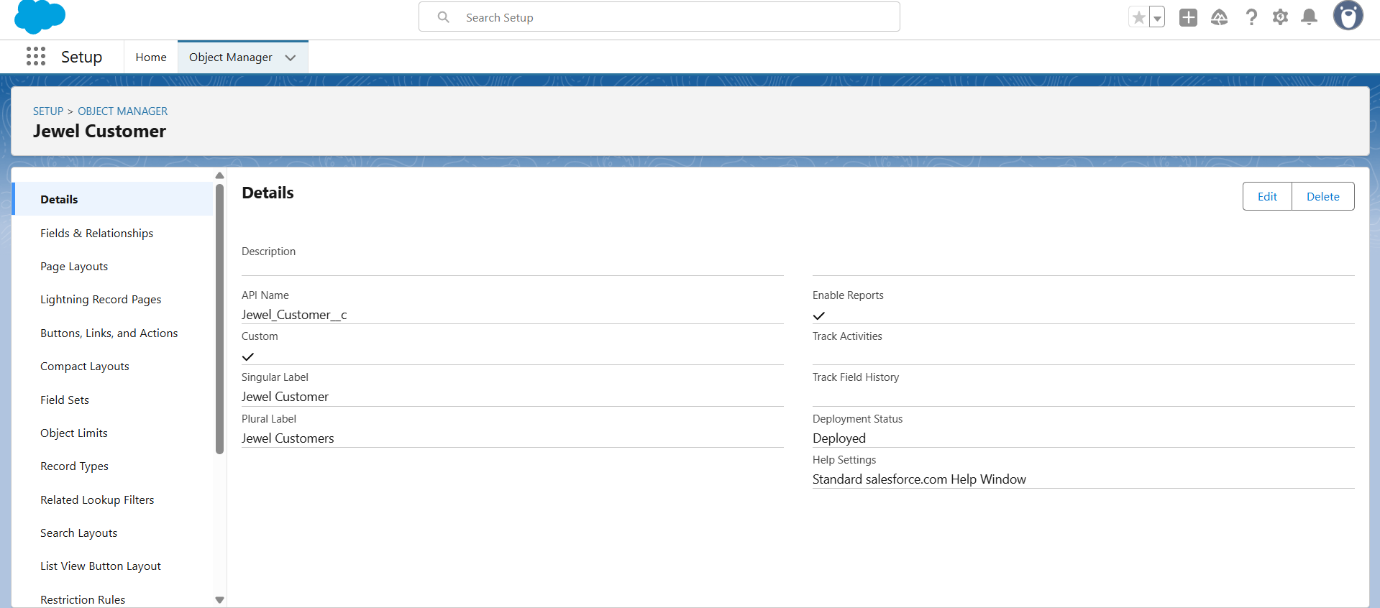 Search Setup
Setup
Home
Object Manager
SETUP > OBJECT MANAGER
Jewel Customer
Details
Fields & Relationships
Page Layouts
Lightning Record Pages
Buttons, Links, and Actions
Compact Layouts
Field Sets
Object Limits
Record Types
Related Lookup Filters
Search Layouts
List View Button Layout
Restriction Rules
Details
Edit
Delete
Description
API Name
Jewel_Customer__c
Custom
Singular Label
Jewel Customer
Plural Label
Jewel Customers
Enable Reports
Track Activities
Track Field History
Deployment Status
Deployed
Help Settings
Standard salesforce.com Help Window